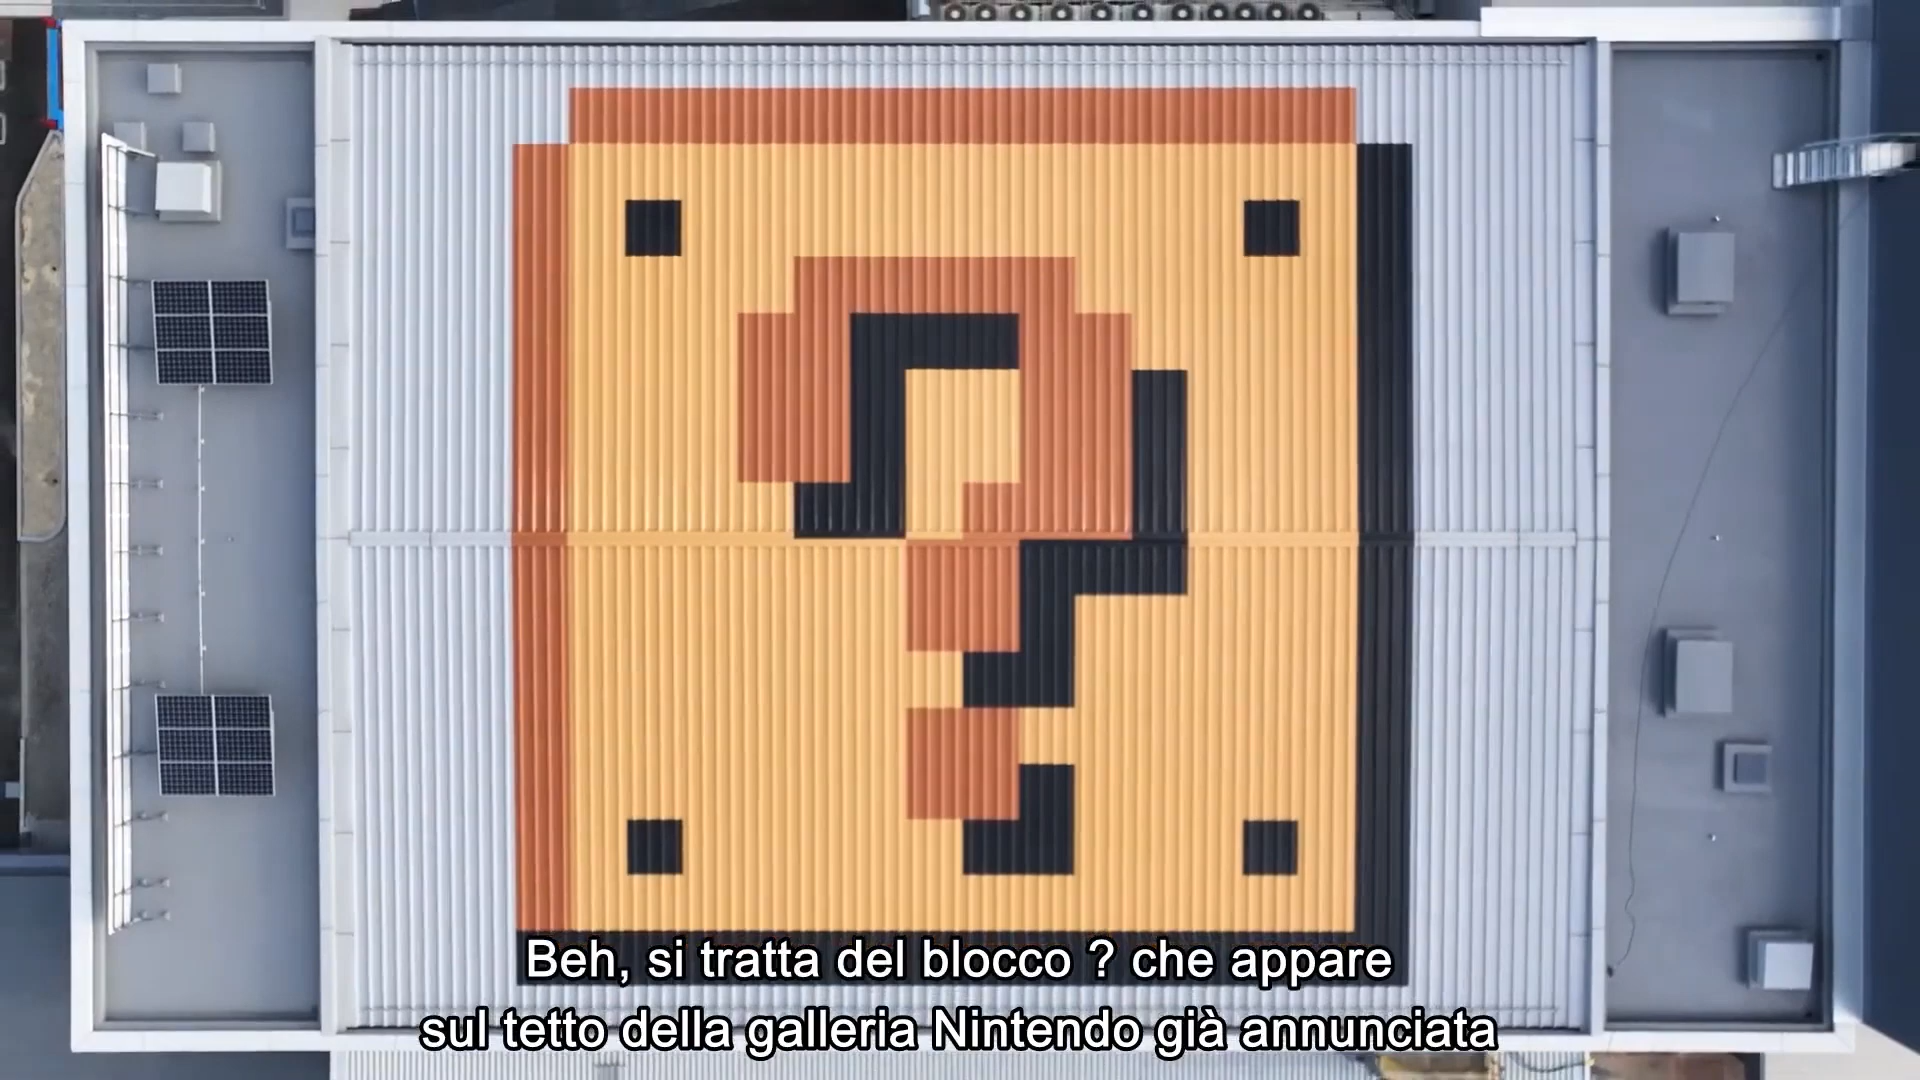 Beh, si tratta del blocco ? che appare
sul tetto della galleria Nintendo già annunciata